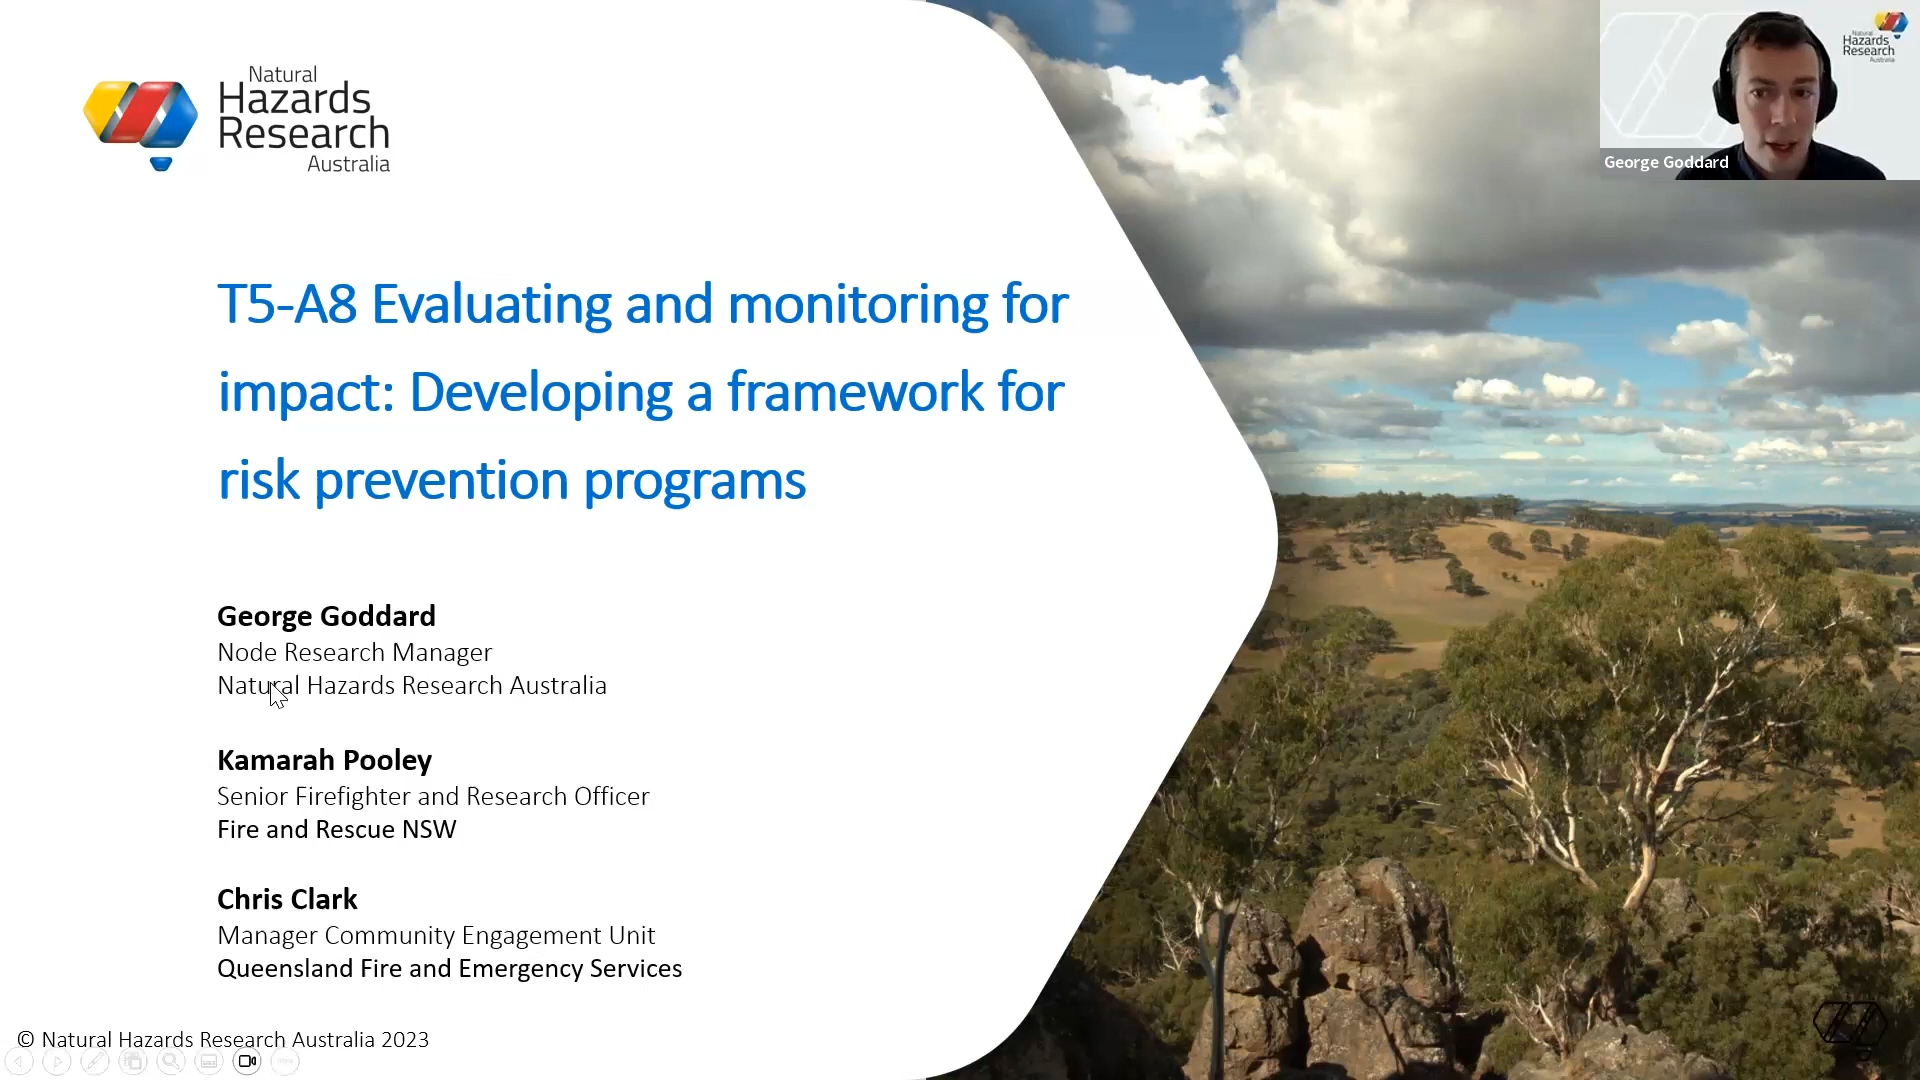 Natural
Hazards
Research
Australia
Natural
Hazards
Research
Australia
George Goddard
T5-A8 Evaluating and monitoring for
impact: Developing a framework for
risk prevention programs
George Goddard
Node Research Manager
Natural Hazards Research Australia
Kamarah Pooley
Senior Firefighter and Research Officer
Fire and Rescue NSW
Chris Clark
Manager Community Engagement Unit
Queensland Fire and Emergency Services
© Natural Hazards Research Australia 2023